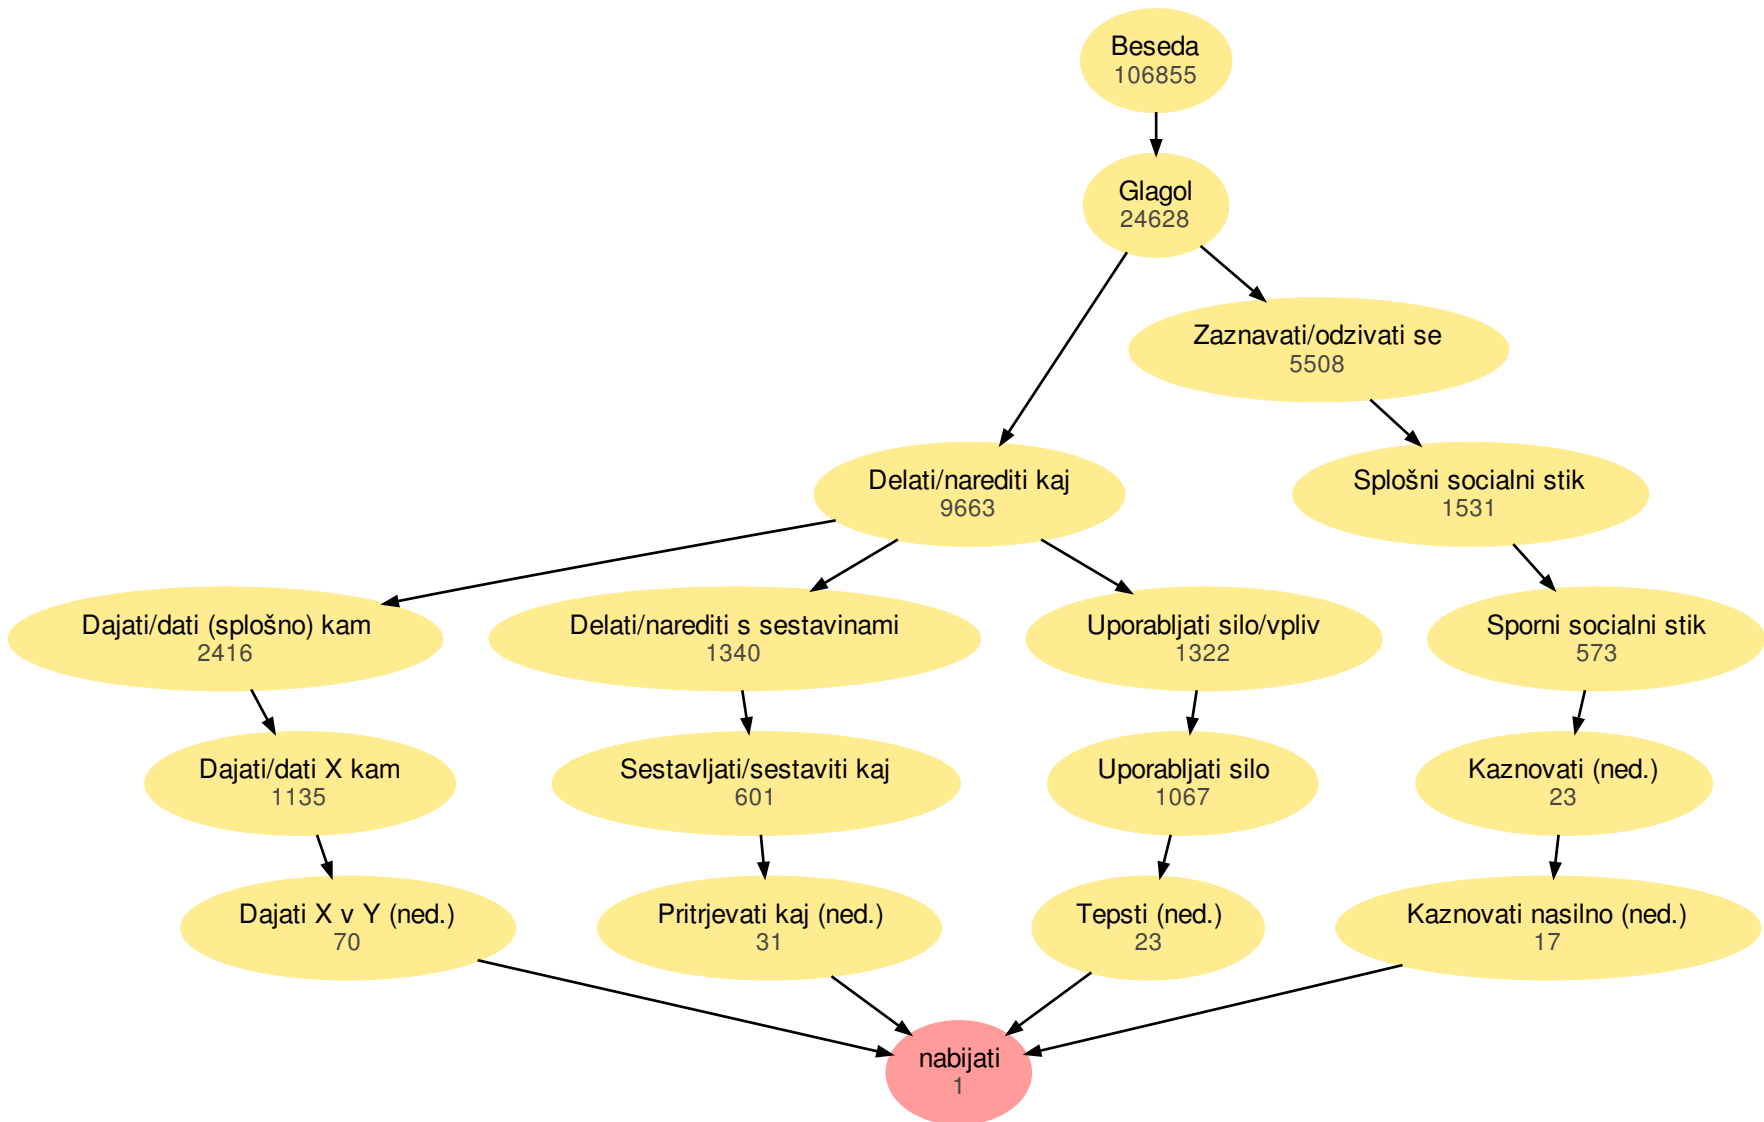 Beseda
106855
Glagol
24628
Zaznavati/odzivati se
5508
Delati/narediti kaj
9663
Splošni socialni stik
1531
Dajati/dati (splošno) kam
2416
Delati/narediti s sestavinami
1340
Uporabljati silo/vpliv
1322
Sporni socialni stik
573
Dajati/dati X kam
1135
Sestavljati/sestaviti kaj
601
Uporabljati silo
1067
Kaznovati (ned.)
23
Dajati X v Y (ned.)
70
Pritrjevati kaj (ned.)
31
Tepsti (ned.)
23
Kaznovati nasilno (ned.)
17
nabijati
1